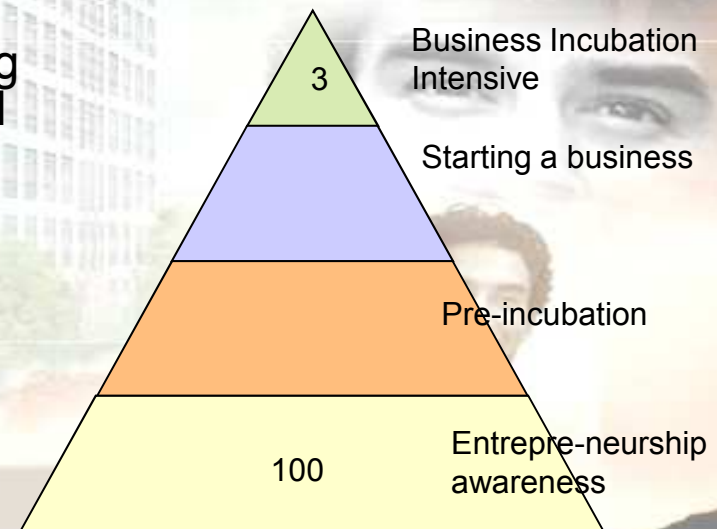 g
l
Business Incubation
Intensive
3
Starting a business
Pre-incubation
Entrepre-neurship
awareness
100